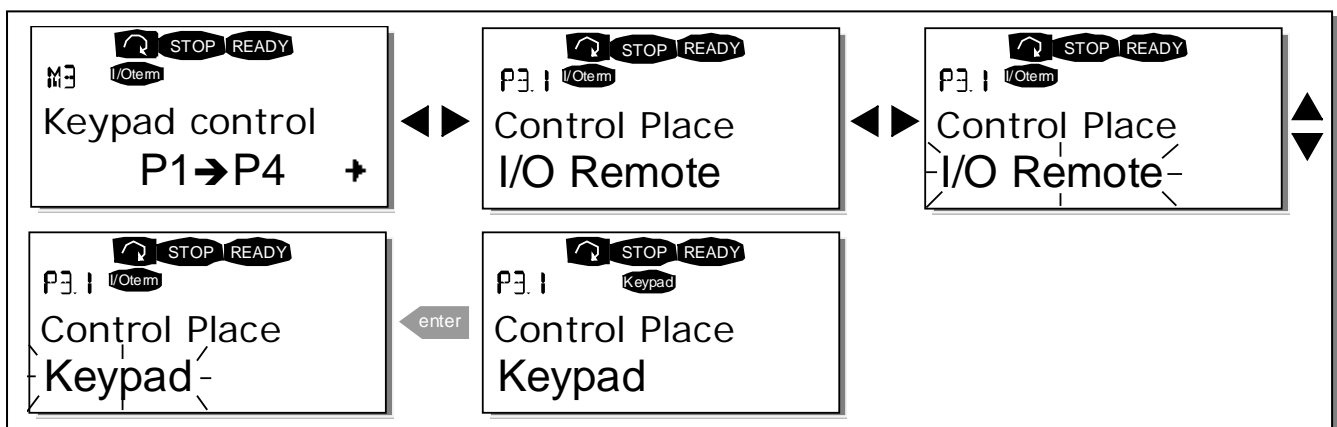 STOP READY
M3 I/Oterm
Keypad control
P1➔P4
STOP READY
P3.1 I/Oterm
Control Place
I/O Remote
STOP READY
P3.1 I/Oterm
Control Place
I/O Remote
STOP READY
P3.1 I/Oterm
Control Place
Keypad
enter
STOP READY
P3.1 Keypad
Control Place
Keypad